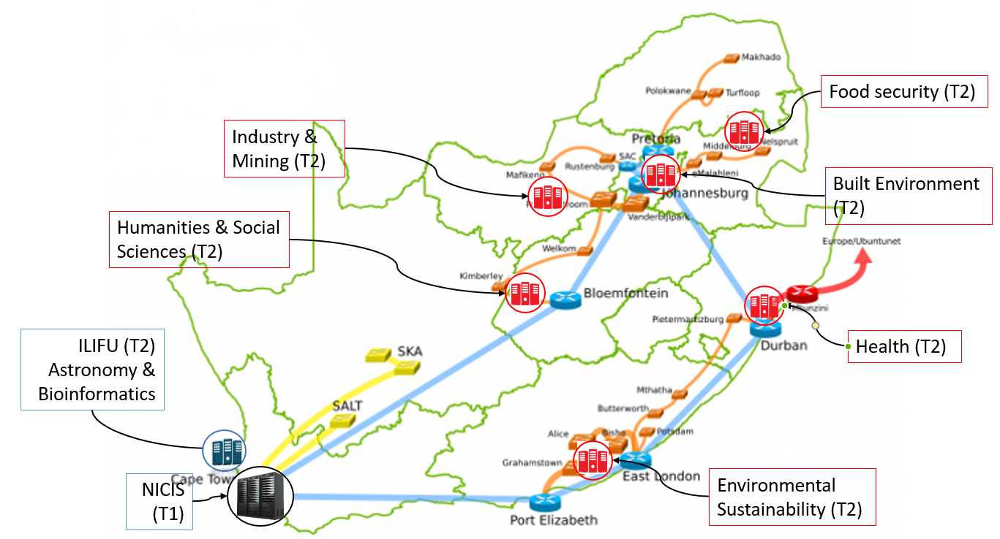 Makhado
Polokwane
Turfloop
Food security (T2)
Industry &
Mining (T2)
Pretoria
Nelspruit
Middelburg
SAC
Rustenburg
Mafikeng
eMalahleni
Built Environment
(T2)
Johannesburg
room
Vanderbijlpark
Humanities & Social
Sciences (T2)
Europe/Ubuntunet
Welkom
Kimberley
Bloemfontein
Mtunzini
Pietermaritzburg
Durban
Health (T2)
ILIFU (T2)
Astronomy &
Bioinformatics
SKA
Mthatha
SALT
Butterworth
Alice
Bisho
Potsdam
Grahamstown
East London
Cape Town
NICIS
(T1)
Environmental
Sustainability (T2)
Port Elizabeth